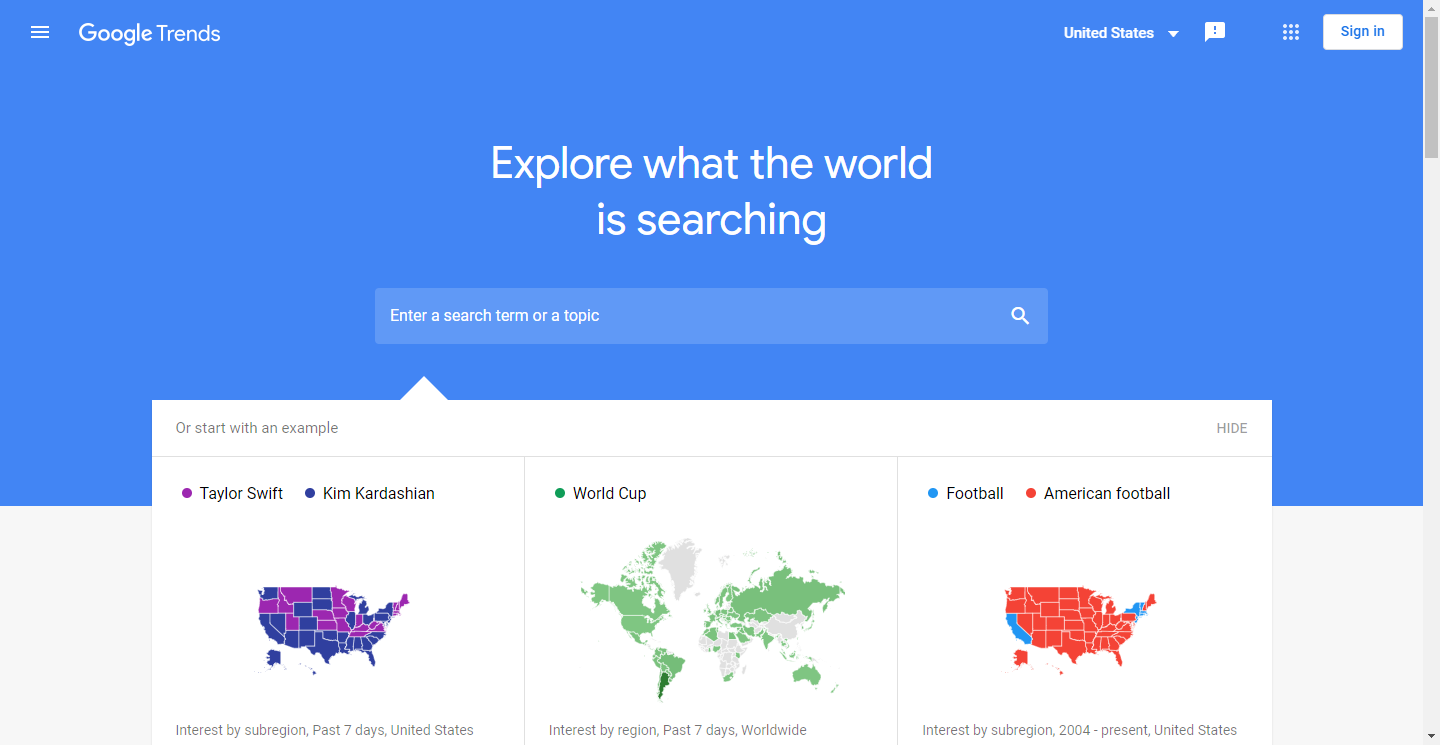 Google Trends
United States
Sign in
Explore what the world
is searching
Enter a search term or a topic
Or start with an example
HIDE
Taylor Swift
Kim Kardashian
World Cup
Football
American football
Interest by subregion, Past 7 days, United States
Interest by region, Past 7 days, Worldwide
Interest by subregion, 2004 - present, United States